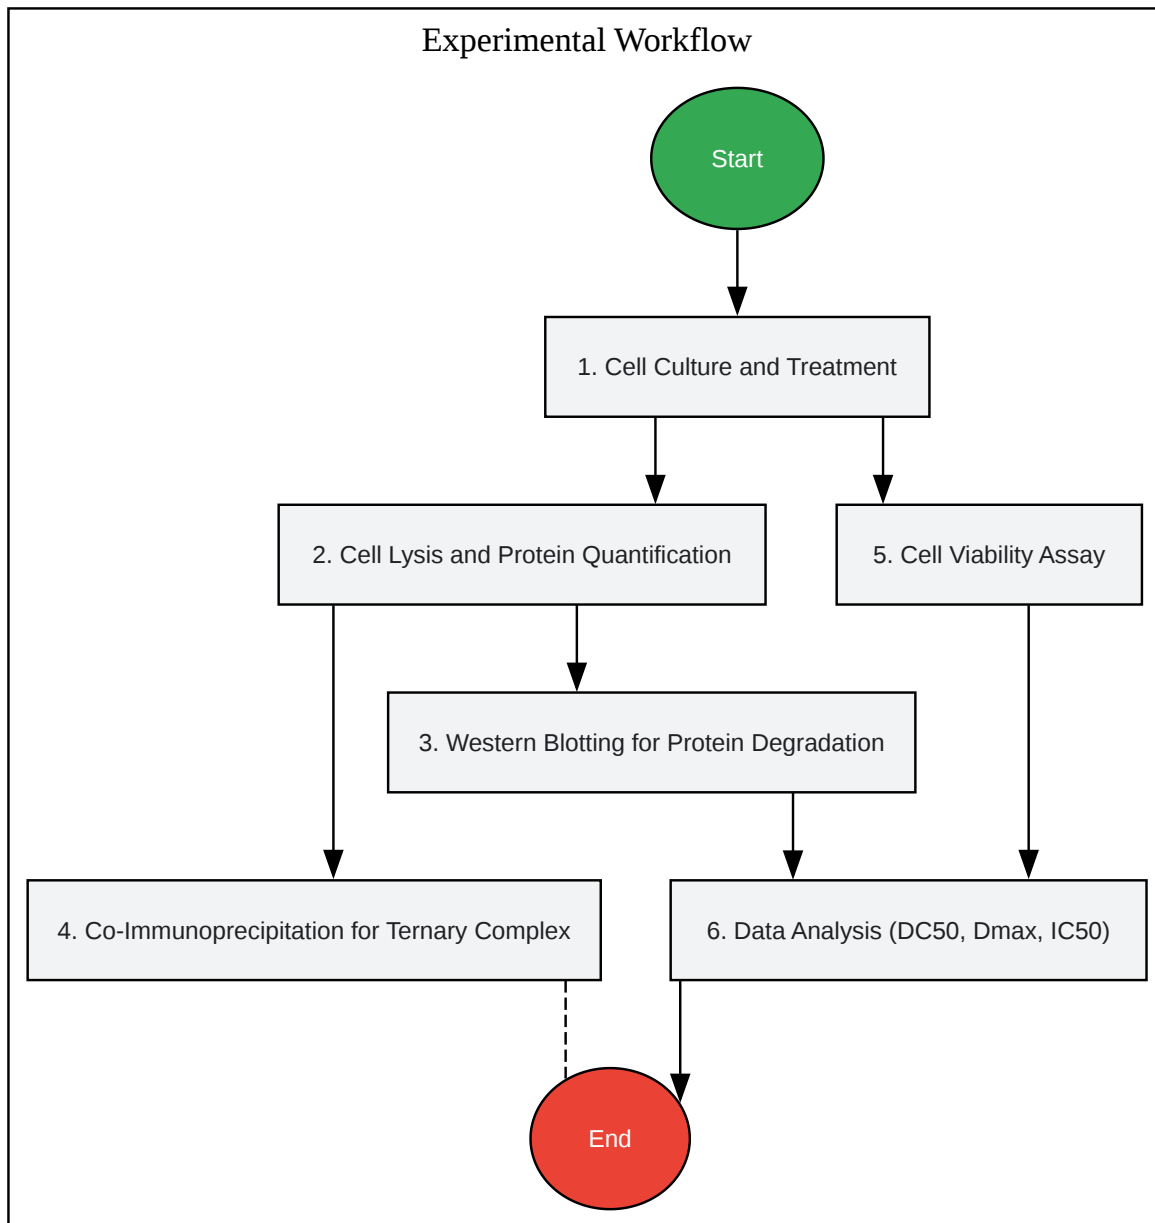 Experimental Workflow
Start
1. Cell Culture and Treatment
2. Cell Lysis and Protein Quantification
5. Cell Viability Assay
3. Western Blotting for Protein Degradation
4. Co-Immunoprecipitation for Ternary Complex
6. Data Analysis (DC50, Dmax, IC50)
End